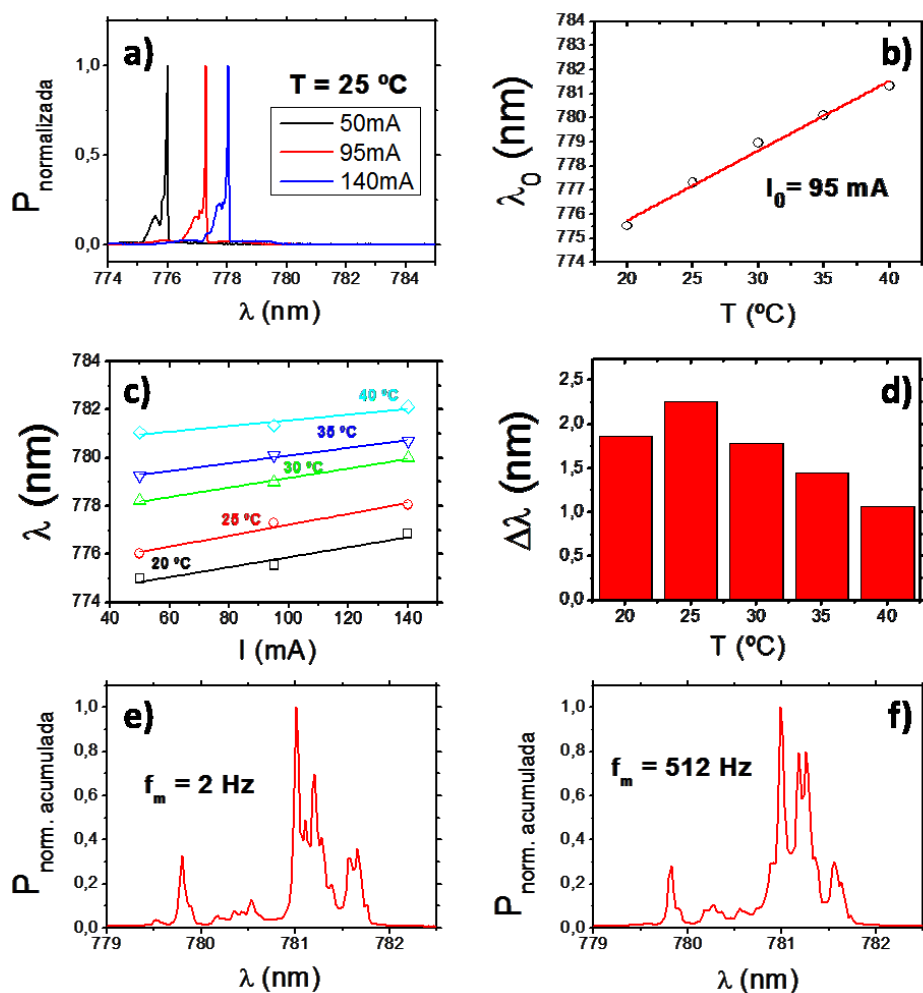 a)
T = 25 ºC
50mA
95mA
140mA
P normalizada
1,0
0,5
0,0
774 776 778 780 782 784
λ (nm)
b)
I0= 95 mA
λ0 (nm)
784
783
782
781
780
779
778
777
776
775
774
20 25 30 35 40
T (ºC)
c)
40 ºC
35 ºC
30 ºC
25 ºC
20 ºC
λ (nm)
784
782
780
778
776
774
40 60 80 100 120 140
I (mA)
d)
Δλ (nm)
2,5
2,0
1,5
1,0
0,5
0,0
20 25 30 35 40
T (ºC)
e)
fm = 2 Hz
P norm. acumulada
1,0
0,8
0,6
0,4
0,2
0,0
779 780 781 782
λ (nm)
f)
fm = 512 Hz
P norm. acumulada
1,0
0,8
0,6
0,4
0,2
0,0
779 780 781 782
λ (nm)